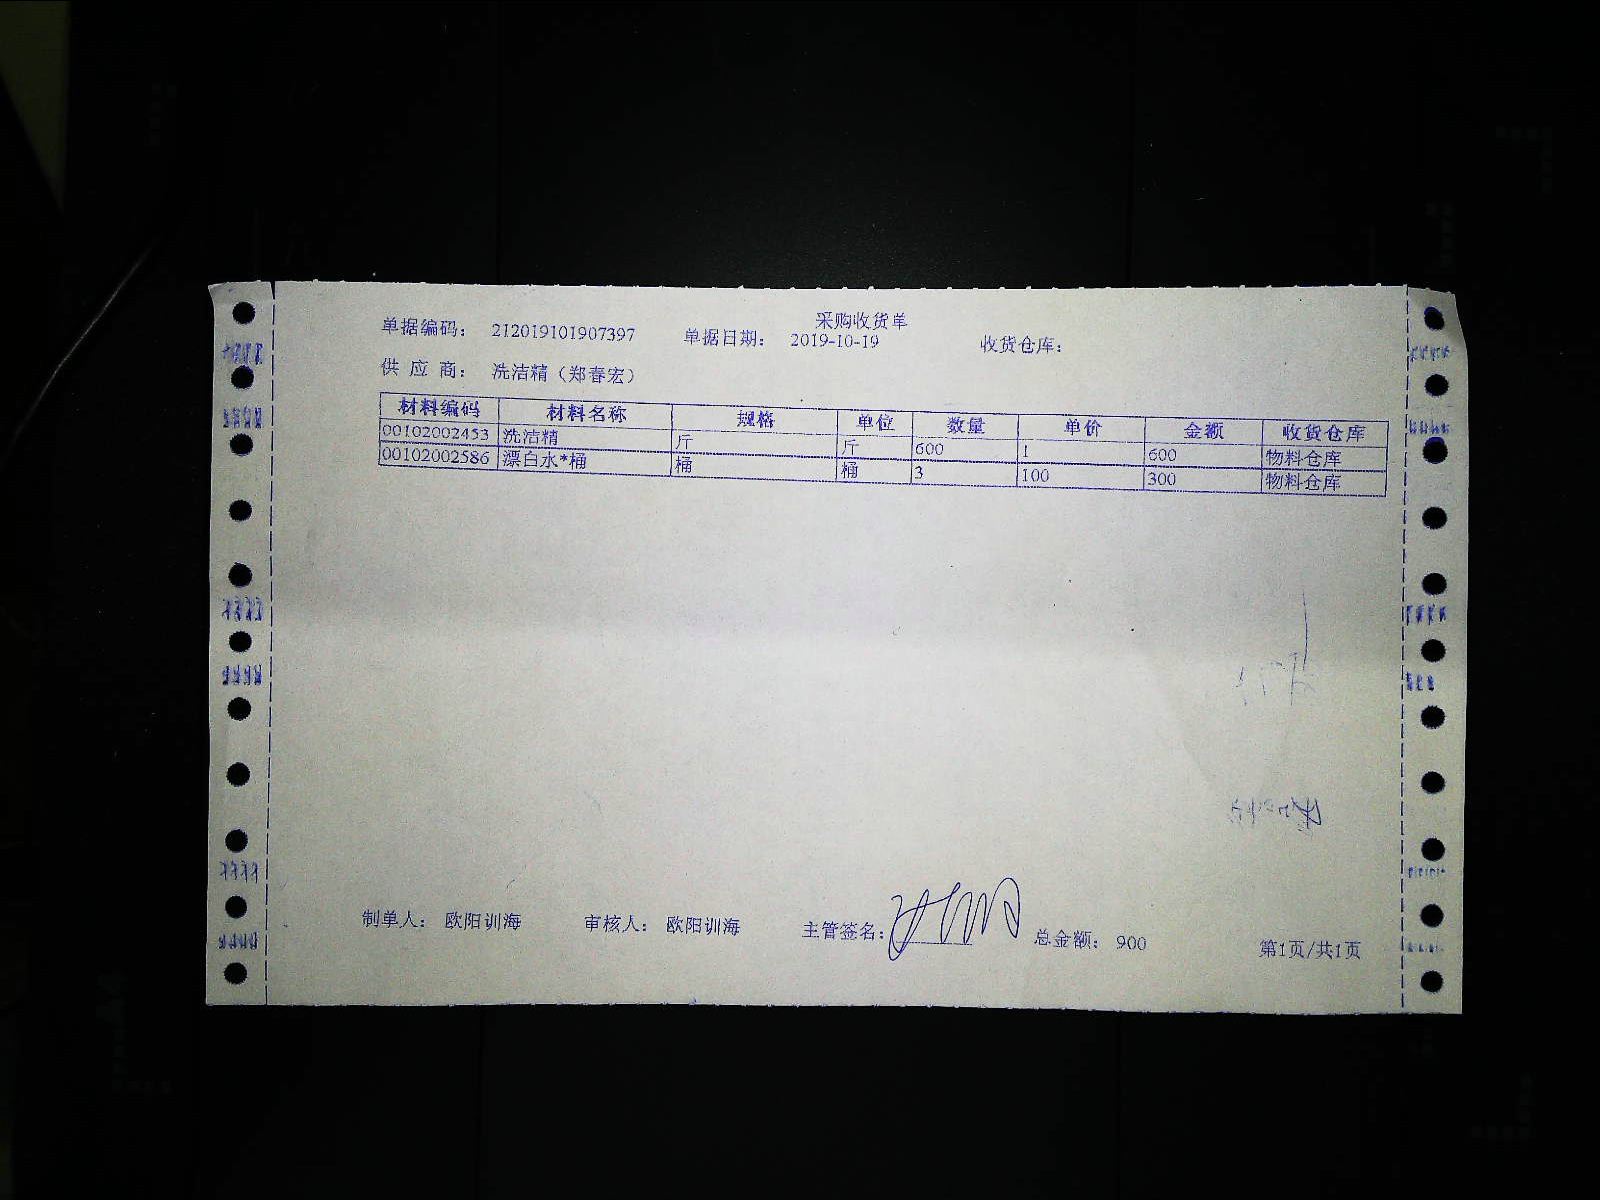 采购收货单
单据编码： 212019101907397 单据日期： 2019-10-19 收货仓库：
供 应 商： 洗洁精（郑春宏）
材料编码 材料名称 规格 单位 数量 单价 金额 收货仓库
00102002453 洗洁精 斤 斤 600 1 600 物料仓库
00102002586 漂白水*桶 桶 桶 3 100 300 物料仓库
制单人： 欧阳训海 审核人： 欧阳训海 主管签名： 总金额： 900 第1页/共1页